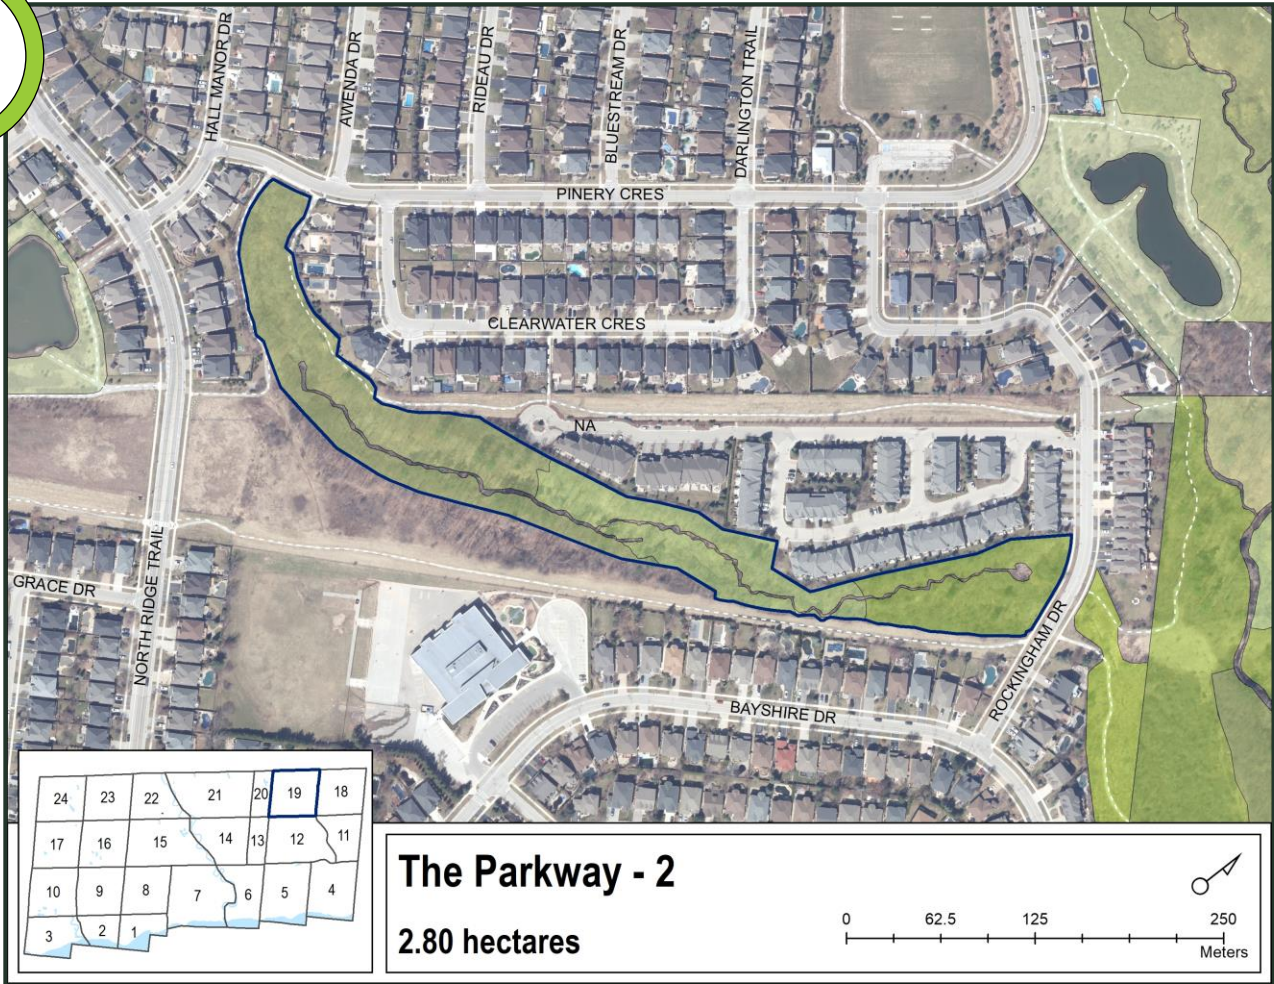 HALL MANOR DR
AWENDA DR
RIDEAU DR
BLUESTREAM DR
DARLINGTON TRAIL
PINERY CRES
CLEARWATER CRES
NA
GRACE DR
NORTH RIDGE TRAIL
ROCKINGHAM DR
BAYSHIRE DR
24 23 22 21 20 19 18
17 16 15 14 13 12 11
10 9 8 7 6 5 4
3 2 1
The Parkway - 2
2.80 hectares
0 62.5 125 250
Meters